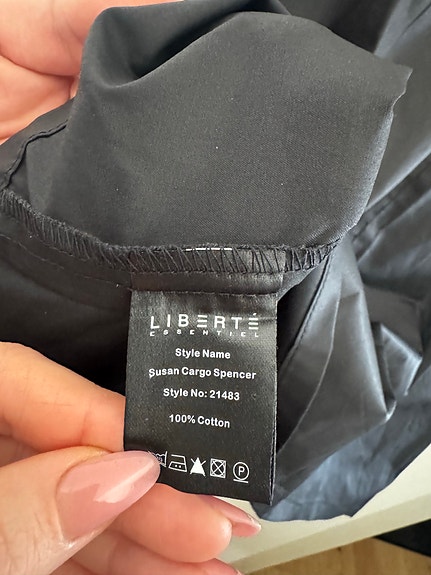 LIBERTÉ
ESSENTIEL
Style Name
Susan Cargo Spencer
Style No: 21483
100% Cotton
P